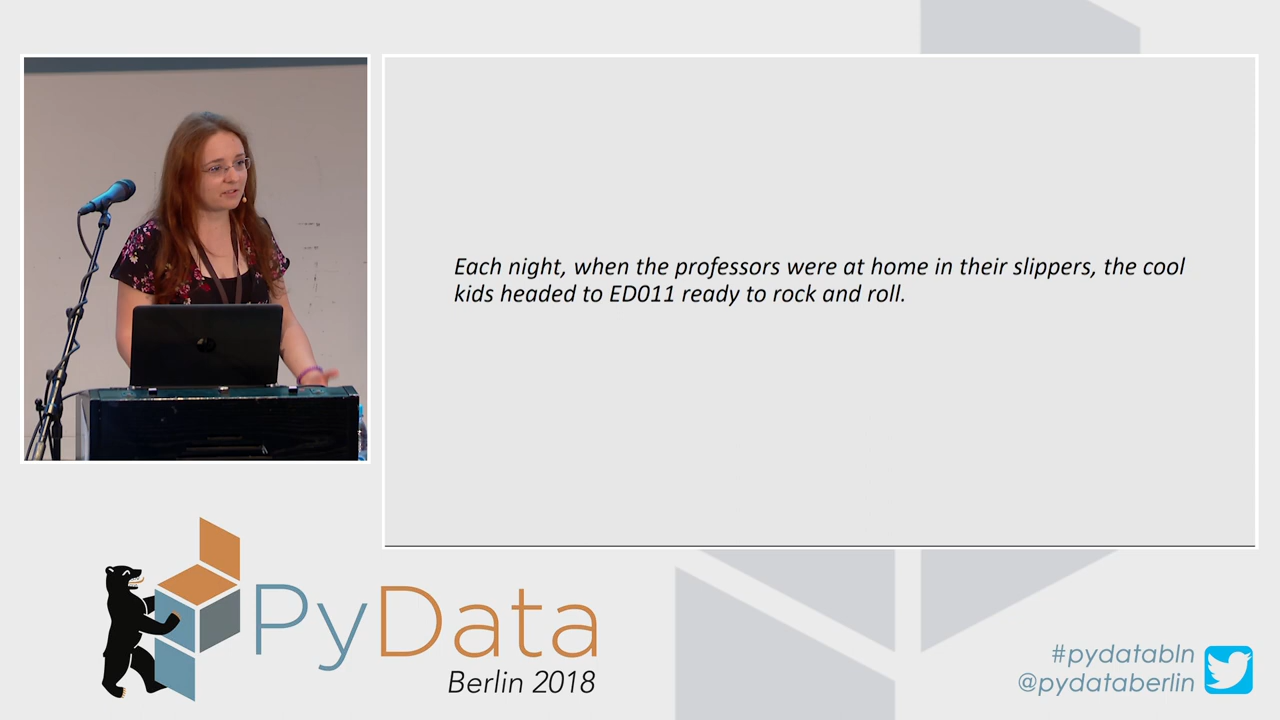 Each night, when the professors were at home in their slippers, the cool
kids headed to ED011 ready to rock and roll.
PyData
Berlin 2018
#pydatabln
@pydataberlin